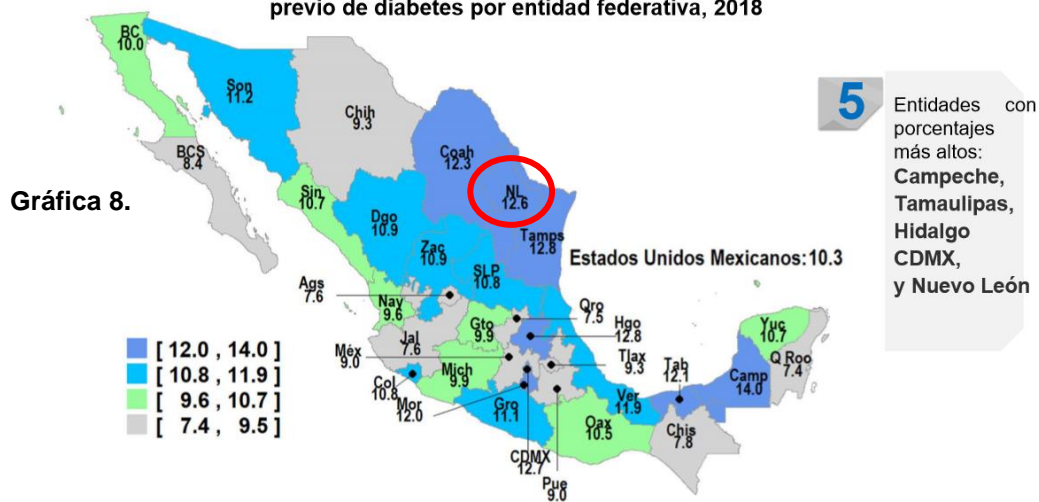 previo de diabetes por entidad federativa, 2018
BC
10.0
Son
11.2
Chih
9.3
BCS
8.4
Coah
12.3
NL
12.6
Sin
10.7
Dgo
10.9
Tamps
12.8
Zac
10.9
SLP
10.8
Gráfica 8.
Estados Unidos Mexicanos: 10.3
Ags
7.6
Nay
9.6
Gto
9.9
Qro
7.5
Hgo
12.8
Jal
7.6
Méx
9.0
Tlax
9.3
Tab
12.1
Yuc
10.7
Q Roo
7.4
Camp
14.0
Col
10.8
Mich
9.9
Mor
12.0
Gro
11.1
Ver
11.9
Oax
10.5
Chis
7.8
CDMX
12.7
Pue
9.0
[ 12.0 , 14.0 ]
[ 10.8 , 11.9 ]
[ 9.6 , 10.7 ]
[ 7.4 , 9.5 ]
5
Entidades con
porcentajes
más altos:
Campeche,
Tamaulipas,
Hidalgo
CDMX,
y Nuevo León